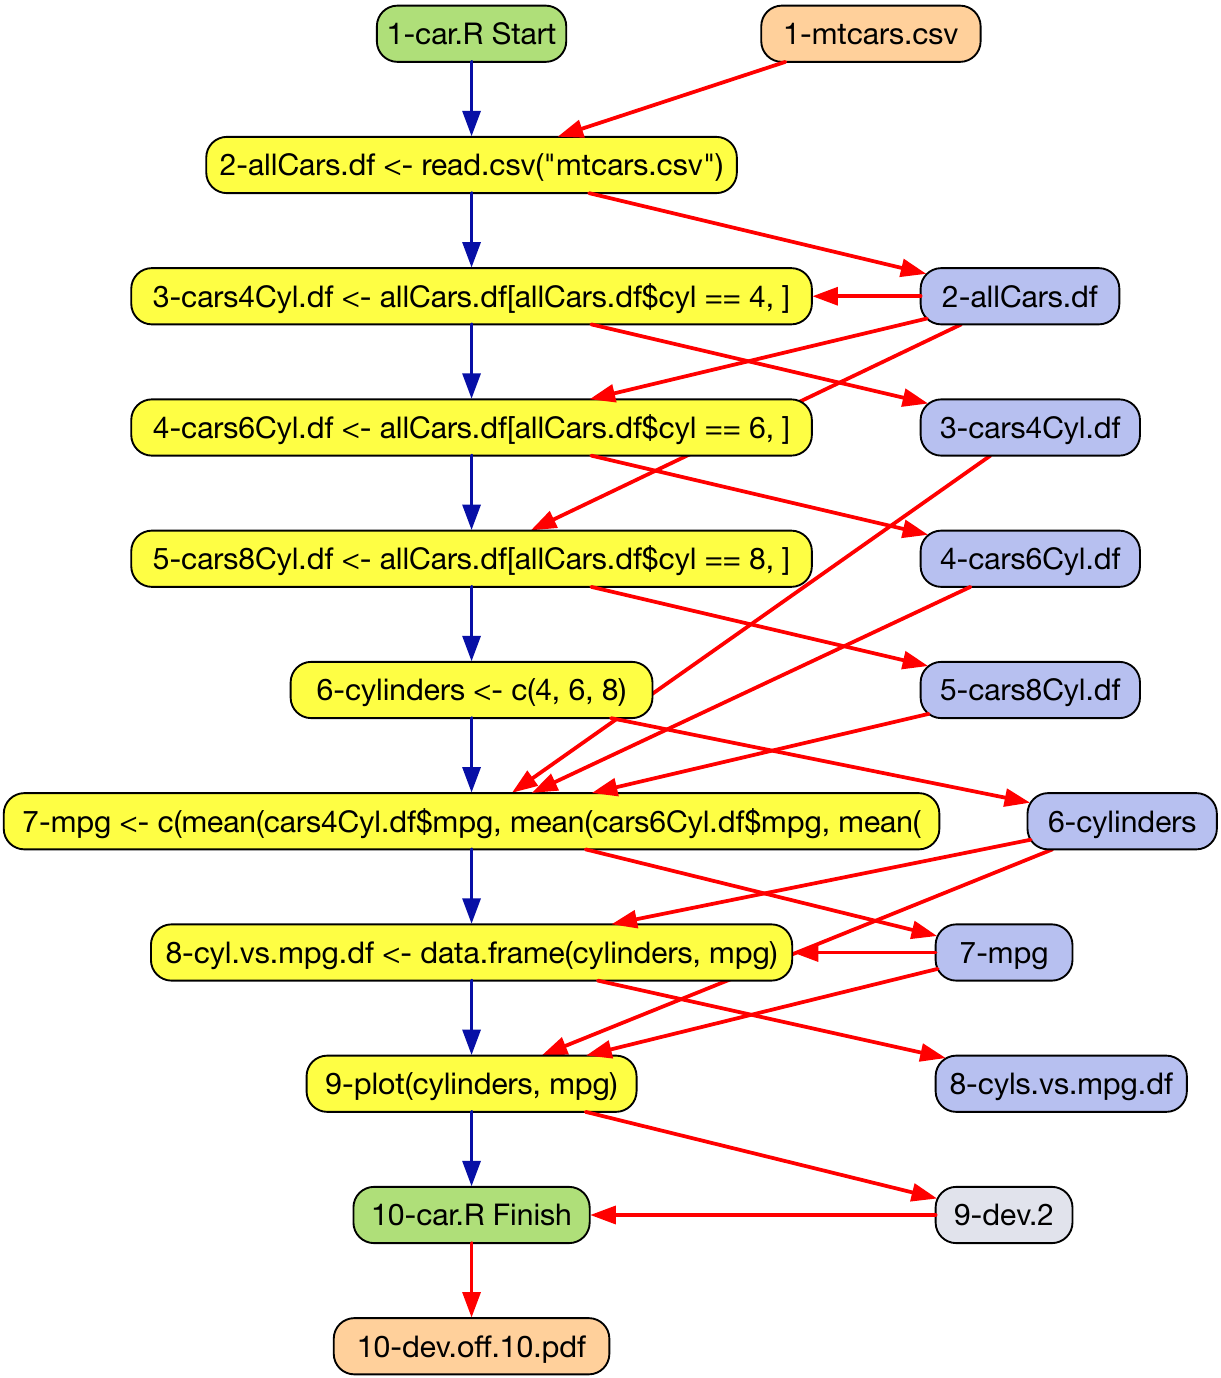 1-car.R Start
1-mtcars.csv
2-allCars.df <- read.csv("mtcars.csv")
3-cars4Cyl.df <- allCars.df[allCars.df$cyl == 4, ]
2-allCars.df
4-cars6Cyl.df <- allCars.df[allCars.df$cyl == 6, ]
3-cars4Cyl.df
5-cars8Cyl.df <- allCars.df[allCars.df$cyl == 8, ]
4-cars6Cyl.df
6-cylinders <- c(4, 6, 8)
5-cars8Cyl.df
7-mpg <- c(mean(cars4Cyl.df$mpg, mean(cars6Cyl.df$mpg, mean(
6-cylinders
8-cyl.vs.mpg.df <- data.frame(cylinders, mpg)
7-mpg
9-plot(cylinders, mpg)
8-cyls.vs.mpg.df
10-car.R Finish
9-dev.2
10-dev.off.10.pdf